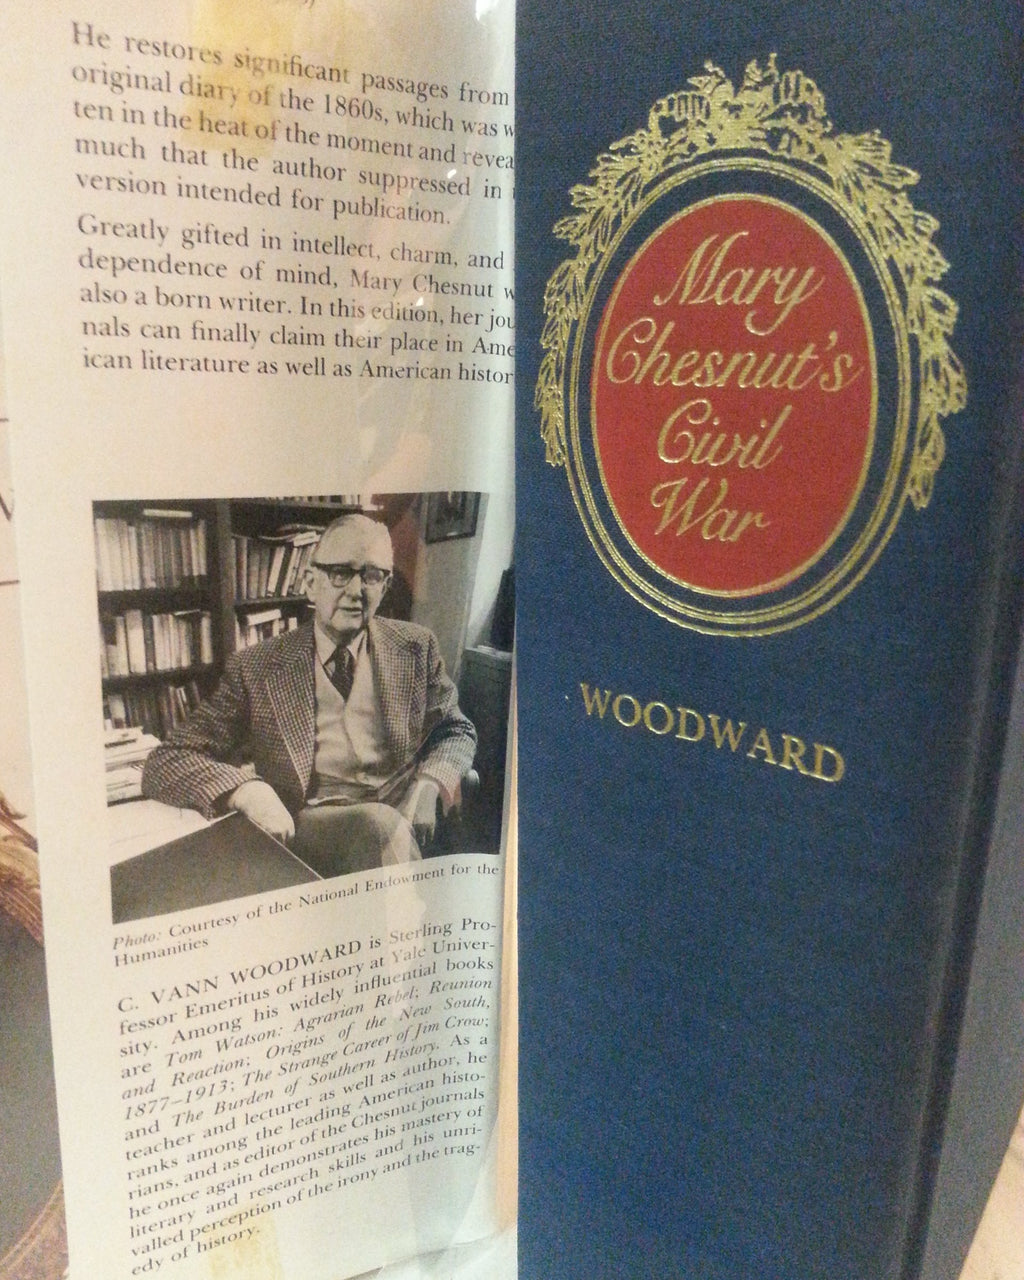 He restores significant passages from
original diary of the 1860s, which was w
ten in the heat of the moment and revea
much that the author suppressed in
version intended for publication.
Greatly gifted in intellect, charm, and
dependence of mind, Mary Chesnut w
also a born writer. In this edition, her jou
nals can finally claim their place in Ame
ican literature as well as American histor
Photo: Courtesy of the National Endowment for the
Humanities
C. VANN WOODWARD is Sterling Pro-
fessor Emeritus of History at Yale Univer-
sity. Among his widely influential books
are Tom Watson: Agrarian Rebel; Reunion
and Reaction; Origins of the New South,
1877–1913; The Strange Career of Jim Crow;
and The Burden of Southern History. As a
teacher and lecturer as well as author, he
ranks among the leading American histo-
rians, and as editor of the Chesnut journals
he once again demonstrates his mastery of
literary and research skills and his unri-
valled perception of the irony and the trag-
edy of history.
Mary
Chesnut's
Civil
War
WOODWARD